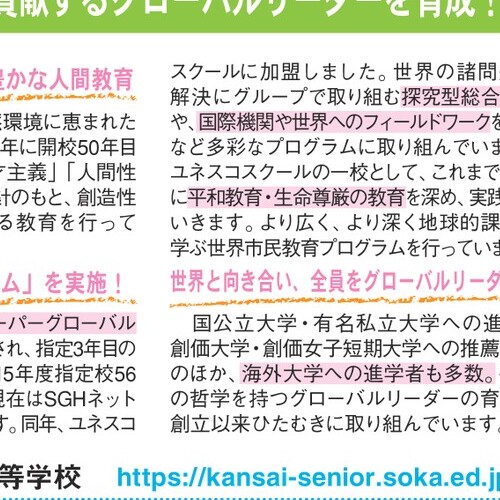 貢献するグローバルリーダーを育成！
豊かな人間教育
然環境に恵まれた
年に開校50年目
主義」「人間性
針のもと、創造性
る教育を行って
ム」を実施！
ーパーグローバル
され、指定3年目の
15年度指定校56
現在はSGHネット
す。同年、ユネスコ
スクールに加盟しました。世界の諸問
解決にグループで取り組む探究型総合
や、国際機関や世界へのフィールドワークを
など多彩なプログラムに取り組んでいま
ユネスコスクールの一校として、これまで
に平和教育・生命尊厳の教育を深め、実践
いきます。より広く、より深く地球的課
学ぶ世界市民教育プログラムを行っていま
世界と向き合い、全員をグローバルリーダ
国公立大学・有名私立大学への進
創価大学・創価女子短期大学への推薦
のほか、海外大学への進学者も多数。
の哲学を持つグローバルリーダーの育
創立以来ひたむきに取り組んでいます。
等学校 https://kansai-senior.soka.ed.jp